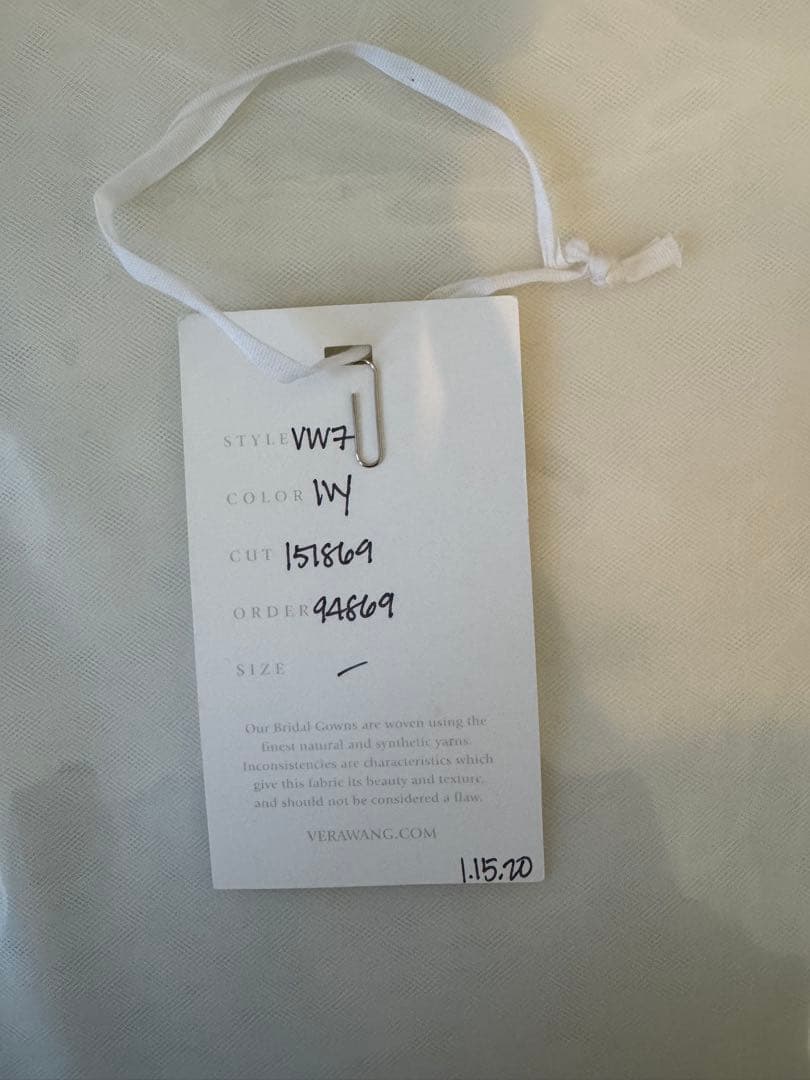 STYLE VW7
COLOR IVY
CUT 151869
ORDER 94869
SIZE –
Our Bridal Gowns are woven using the
finest natural and synthetic yarns.
Inconsistencies are characteristics which
give this fabric its beauty and texture,
and should not be considered a flaw.
VERAWANG.COM
1.15.20